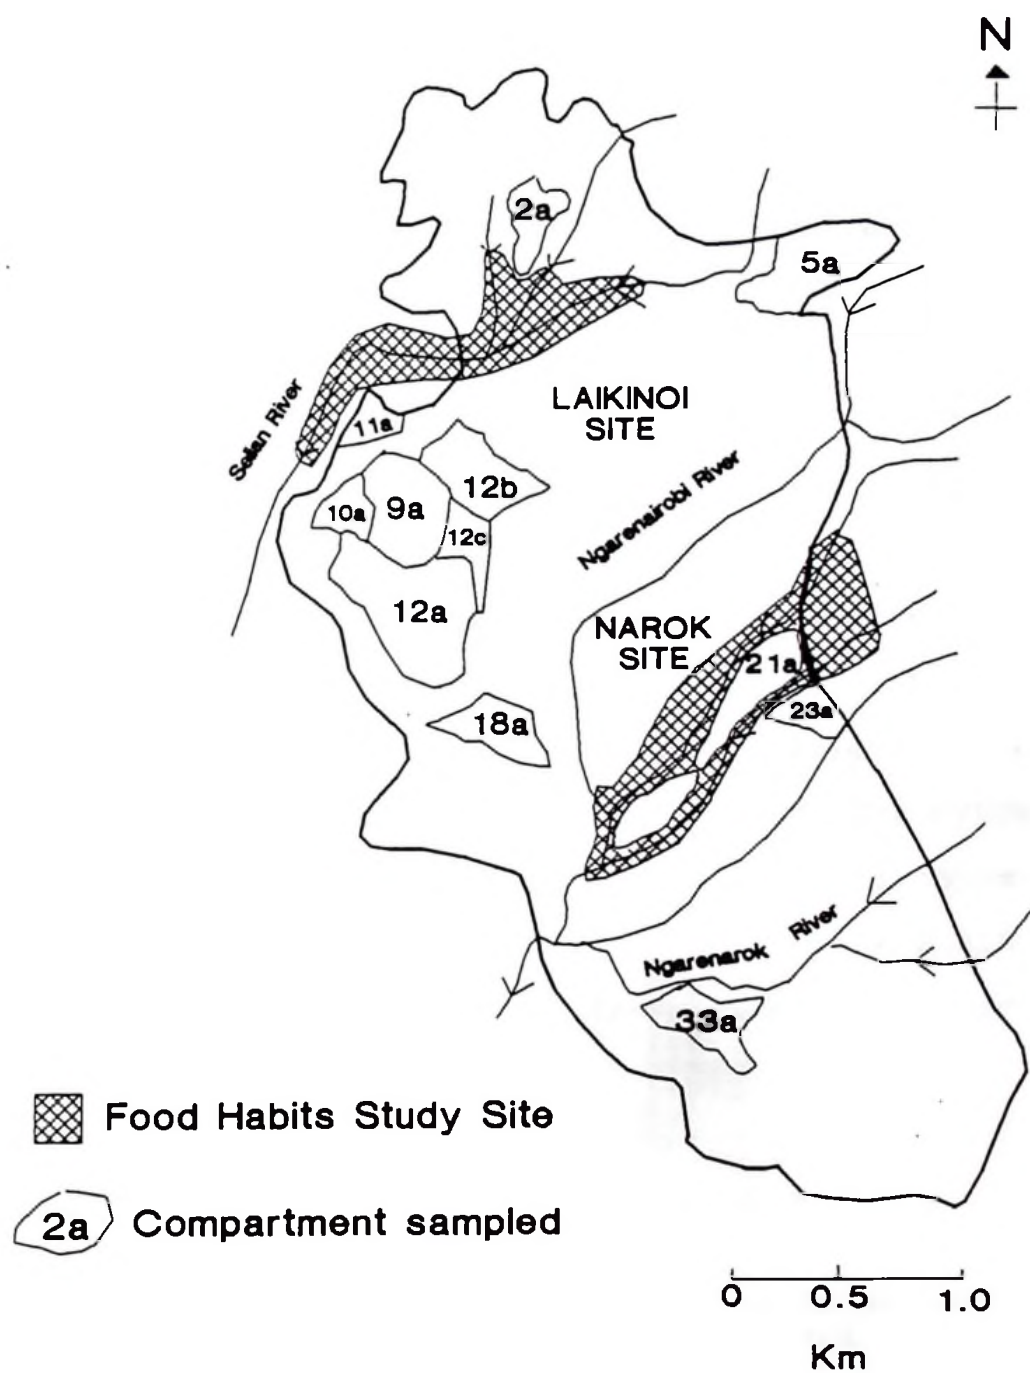 N
2a
5a
LAIKINOI
SITE
Seian River
11a
12b
10a
9a
12c
Ngarenairobi River
12a
NAROK
SITE
21a
23a
18a
Ngarenarok River
33a
Food Habits Study Site
2a
Compartment sampled
0 0.5 1.0
Km